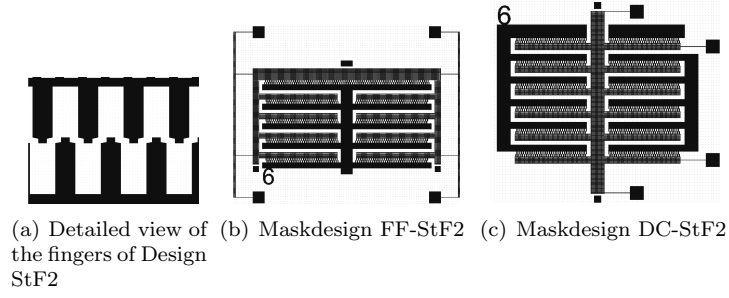 6
6
(a) Detailed view of
the fingers of Design
StF2
(b) Maskdesign FF-StF2
(c) Maskdesign DC-StF2